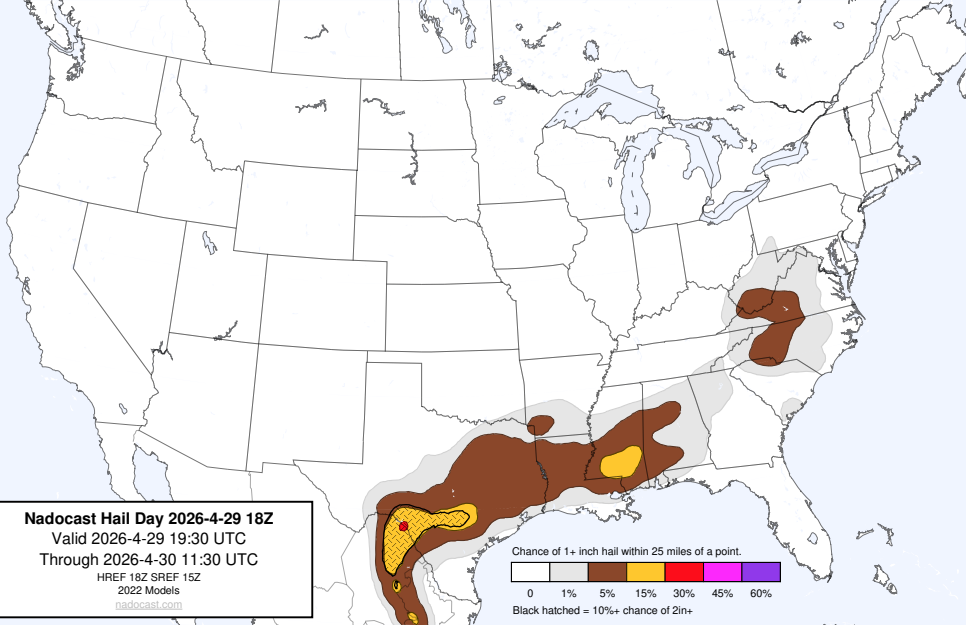 Nadocast Hail Day 2026-4-29 18Z
Valid 2026-4-29 19:30 UTC
Through 2026-4-30 11:30 UTC
HREF 18Z SREF 15Z
2022 Models
nadocast.com
Chance of 1+ inch hail within 25 miles of a point.
0 1% 5% 15% 30% 45% 60%
Black hatched = 10%+ chance of 2in+